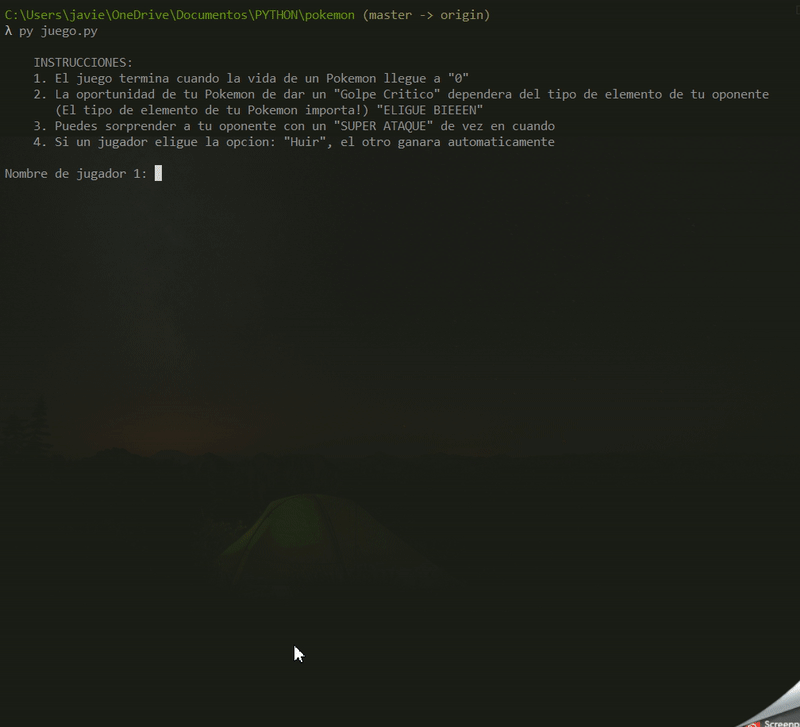 C:\Users\javie\OneDrive\Documentos\PYTHON\pokemon (master -> origin)
λ py juego.py
INSTRUCCIONES:
1. El juego termina cuando la vida de un Pokemon llegue a "0"
2. La oportunidad de tu Pokemon de dar un "Golpe Critico" dependera del tipo de elemento de tu oponente
(El tipo de elemento de tu Pokemon importa!) "ELIGUE BIEEEN"
3. Puedes sorprender a tu oponente con un "SUPER ATAQUE" de vez en cuando
4. Si un jugador eligue la opcion: "Huir", el otro ganara automaticamente
Nombre de jugador 1: